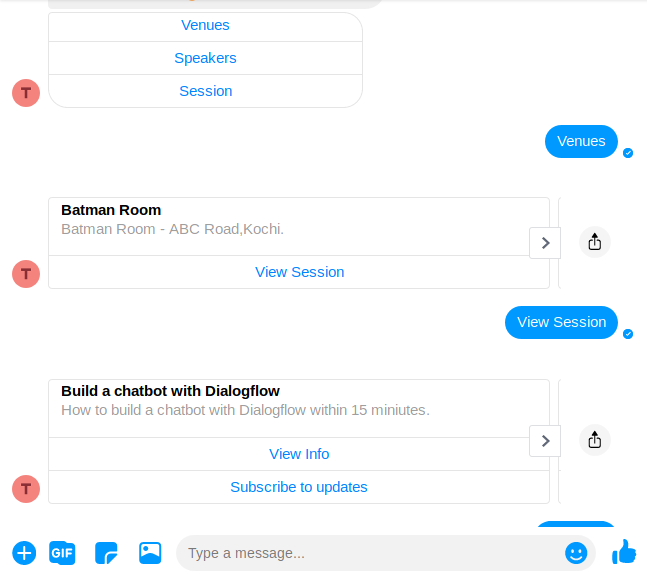 Venues
Speakers
Session
T
Venues
Batman Room
Batman Room - ABC Road,Kochi.
View Session
T
View Session
Build a chatbot with Dialogflow
How to build a chatbot with Dialogflow within 15 miniutes.
View Info
Subscribe to updates
T
GIF
Type a message...